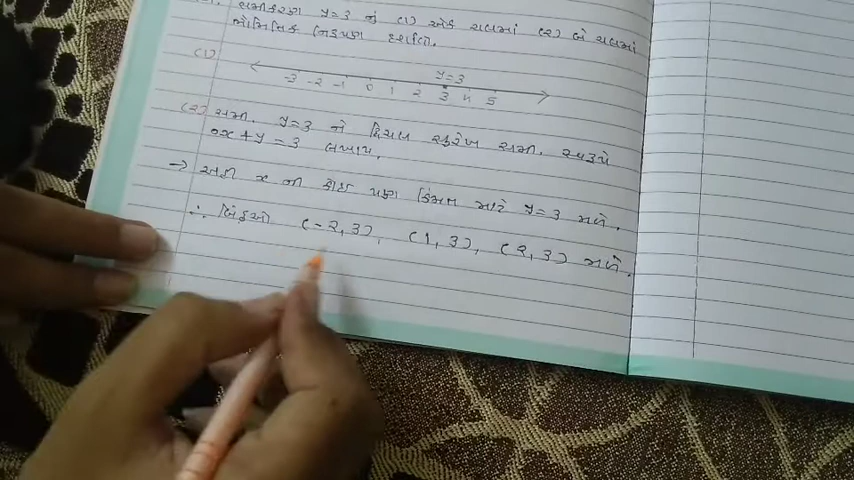 સમીકરણ y=3 નું (1) એક ચલમાં (2) બે ચલમાં
ભૌમિતિક નિરૂપણ દર્શાવો.
(1)
y=3
-3 -2 -1 0 1 2 3 4 5
(2) સમી. y=3 ને દ્વિચલ સુરેખ સમી. સ્વરૂપે
0x+y=3 લખાય.
→ અહીં x ની કોઈ પણ કિંમત માટે y=3 મળે.
∴ બિંદુઓ (-2,3), (1,3), (2,3) મળે.